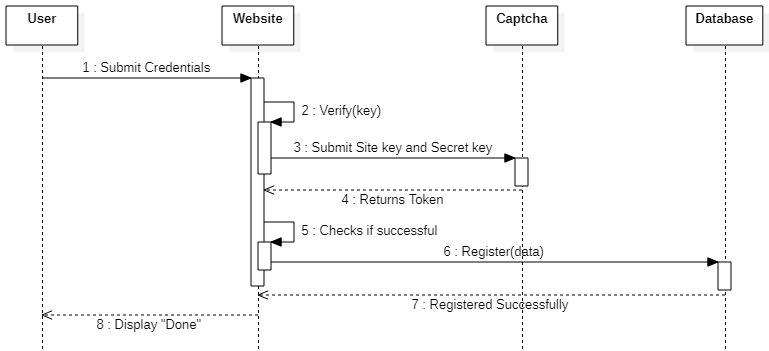 User
Website
Captcha
Database
1 : Submit Credentials
2 : Verify(key)
3 : Submit Site key and Secret key
4 : Returns Token
5 : Checks if successful
6 : Register(data)
7 : Registered Successfully
8 : Display "Done"